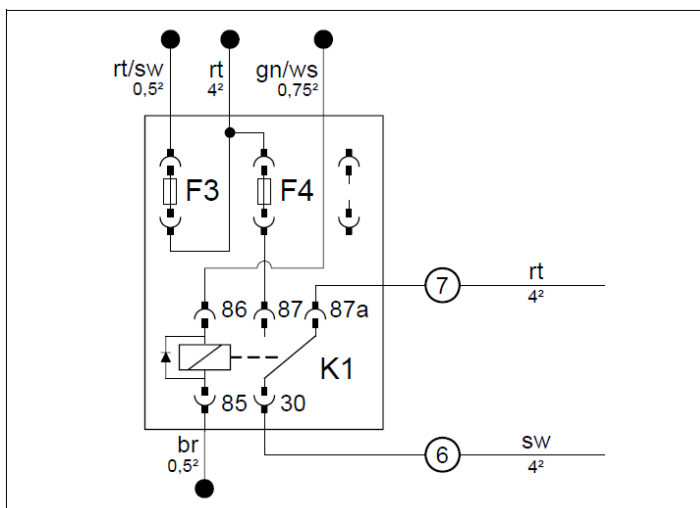 rt/sw
0,5²
rt
4²
gn/ws
0,75²
F3
F4
7
rt
4²
86
87
87a
K1
85
30
br
0,5²
6
sw
4²